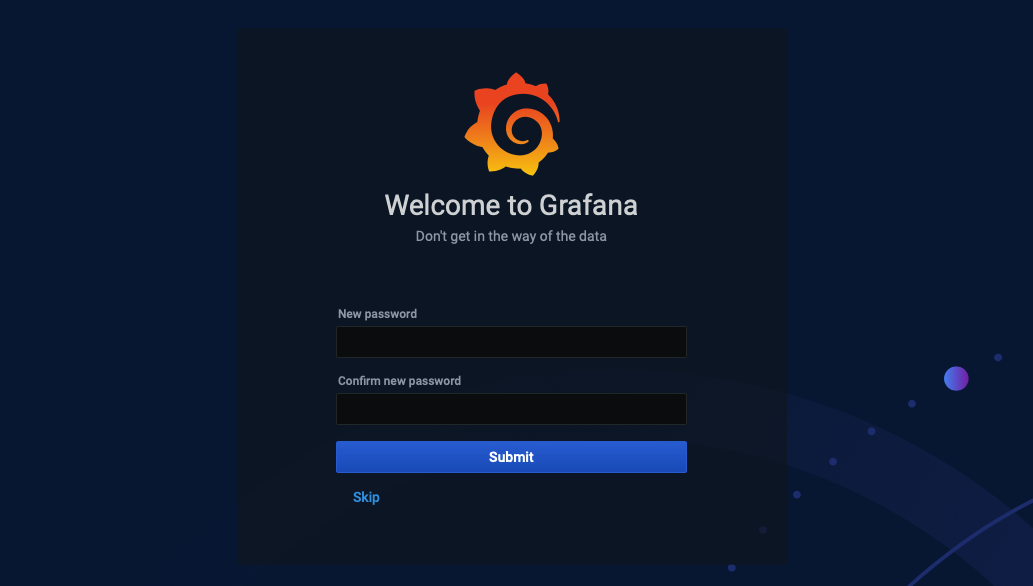 Welcome to Grafana
Don't get in the way of the data
New password
Confirm new password
Submit
Skip